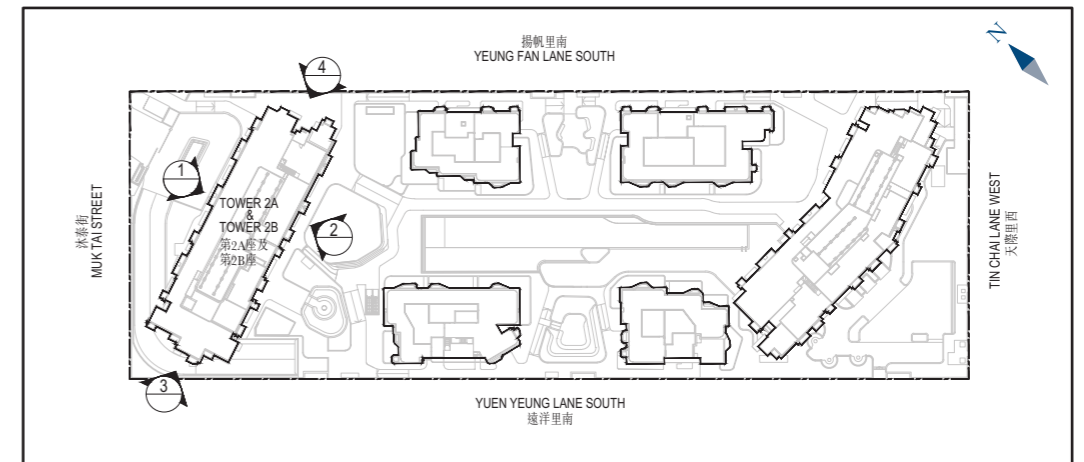 揚帆里南
YEUNG FAN LANE SOUTH
N
4
1
沐泰街
MUK TAI STREET
TOWER 2A
&
TOWER 2B
第2A座及
第2B座
2
TIN CHAI LANE WEST
天際里西
3
YUEN YEUNG LANE SOUTH
遠洋里南